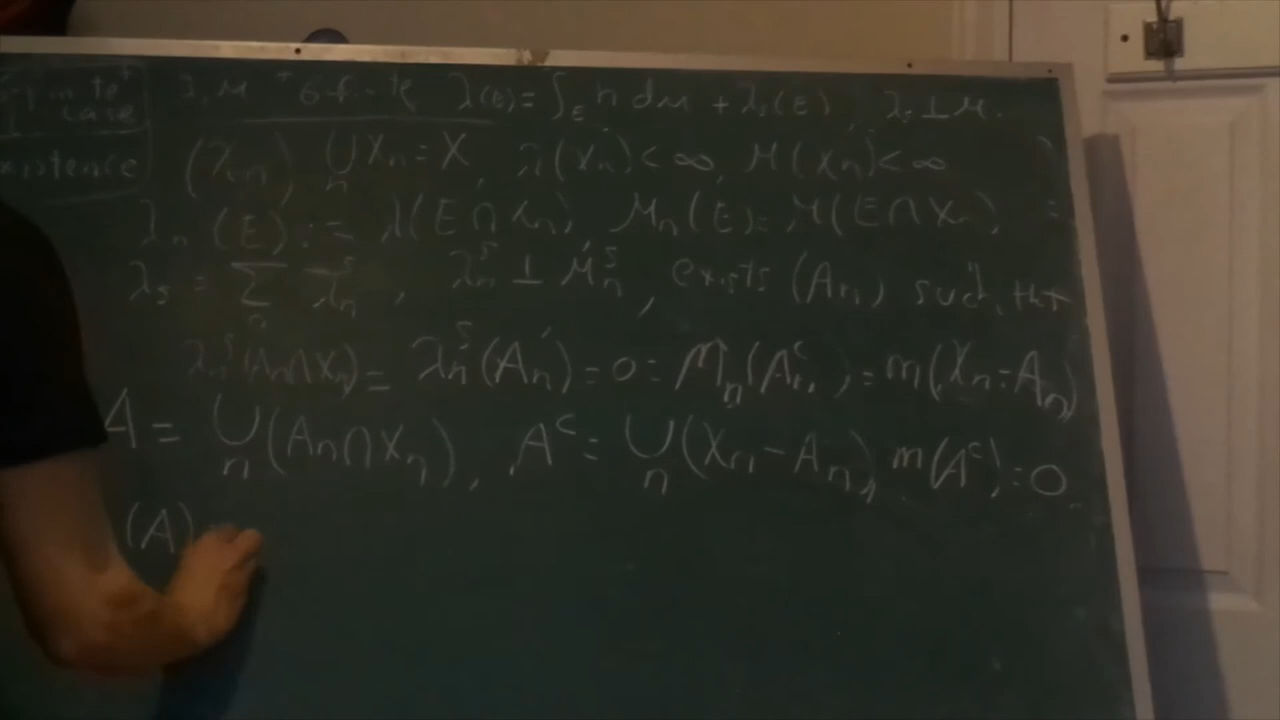 case λ, μ σ-finite λ(E) = ∫_E h dμ + λ_s(E), λ_s ⊥ μ.
existence (X_n), ⋃_n X_n = X, λ(X_n) < ∞, μ(X_n) < ∞
λ_n(E) := λ(E ∩ X_n), μ_n(E) = μ(E ∩ X_n)
λ_s = Σ_n λ_n^s, λ_n^s ⊥ μ_n^s, exists (A_n) such that
λ_n^s(A_n ∩ X_n) = λ_n^s(A_n) = 0 = μ_n(A_n^c) = m(X_n - A_n)
A = ⋃_n (A_n ∩ X_n), A^c = ⋃_n (X_n - A_n), m(A^c) = 0
(A)